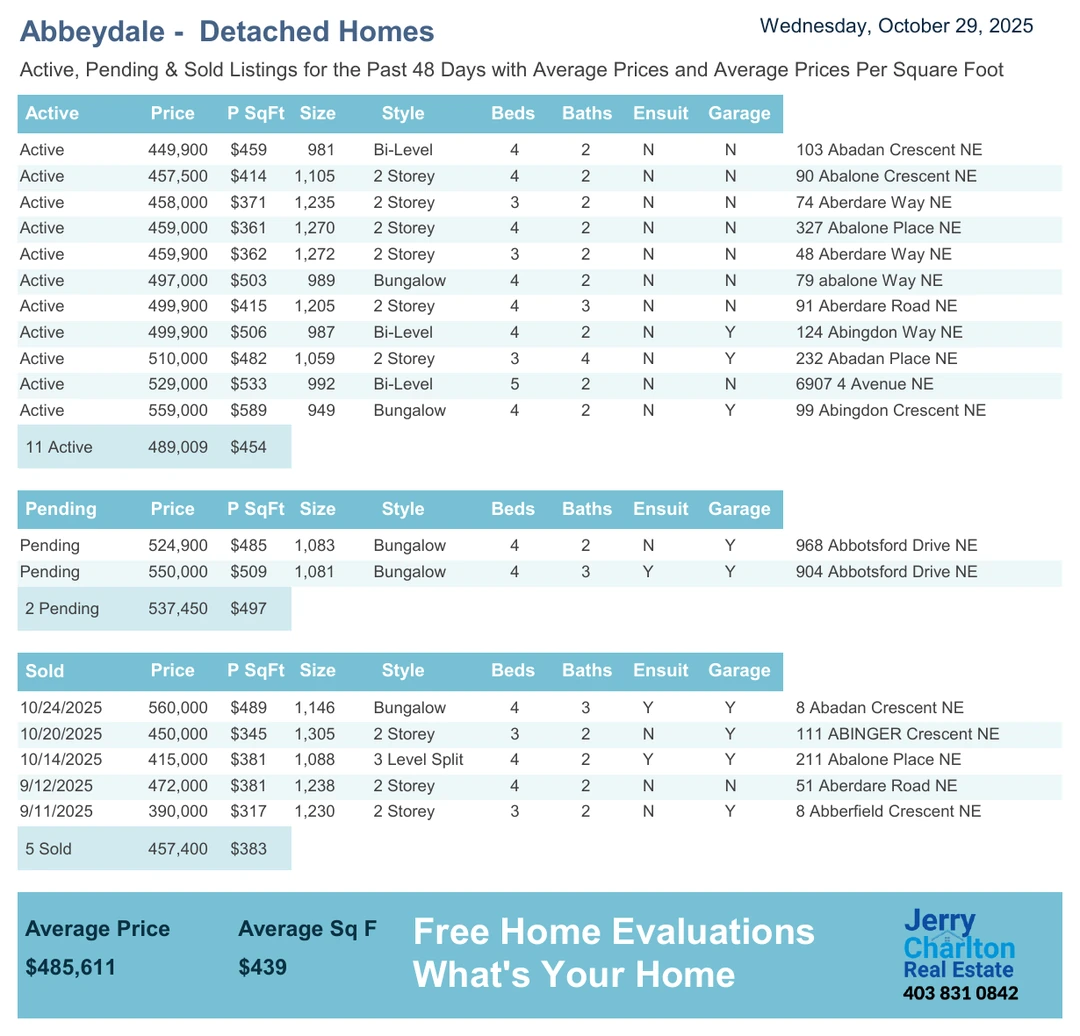 Abbeydale - Detached Homes
Wednesday, October 29, 2025
Active, Pending & Sold Listings for the Past 48 Days with Average Prices and Average Prices Per Square Foot
Active Price P SqFt Size Style Beds Baths Ensuit Garage
Active 449,900 $459 981 Bi-Level 4 2 N N 103 Abadan Crescent NE
Active 457,500 $414 1,105 2 Storey 4 2 N N 90 Abalone Crescent NE
Active 458,000 $371 1,235 2 Storey 3 2 N N 74 Aberdare Way NE
Active 459,000 $361 1,270 2 Storey 4 2 N N 327 Abalone Place NE
Active 459,900 $362 1,272 2 Storey 3 2 N N 48 Aberdare Way NE
Active 497,000 $503 989 Bungalow 4 2 N N 79 abalone Way NE
Active 499,900 $415 1,205 2 Storey 4 3 N N 91 Aberdare Road NE
Active 499,900 $506 987 Bi-Level 4 2 N Y 124 Abingdon Way NE
Active 510,000 $482 1,059 2 Storey 3 4 N Y 232 Abadan Place NE
Active 529,000 $533 992 Bi-Level 5 2 N N 6907 4 Avenue NE
Active 559,000 $589 949 Bungalow 4 2 N Y 99 Abingdon Crescent NE
11 Active 489,009 $454
Pending Price P SqFt Size Style Beds Baths Ensuit Garage
Pending 524,900 $485 1,083 Bungalow 4 2 N Y 968 Abbotsford Drive NE
Pending 550,000 $509 1,081 Bungalow 4 3 Y Y 904 Abbotsford Drive NE
2 Pending 537,450 $497
Sold Price P SqFt Size Style Beds Baths Ensuit Garage
10/24/2025 560,000 $489 1,146 Bungalow 4 3 Y Y 8 Abadan Crescent NE
10/20/2025 450,000 $345 1,305 2 Storey 3 2 N Y 111 ABINGER Crescent NE
10/14/2025 415,000 $381 1,088 3 Level Split 4 2 Y Y 211 Abalone Place NE
9/12/2025 472,000 $381 1,238 2 Storey 4 2 N N 51 Aberdare Road NE
9/11/2025 390,000 $317 1,230 2 Storey 3 2 N Y 8 Abberfield Crescent NE
5 Sold 457,400 $383
Average Price Average Sq F
$485,611 $439
Free Home Evaluations
What's Your Home
Jerry
Charlton
Real Estate
403 831 0842